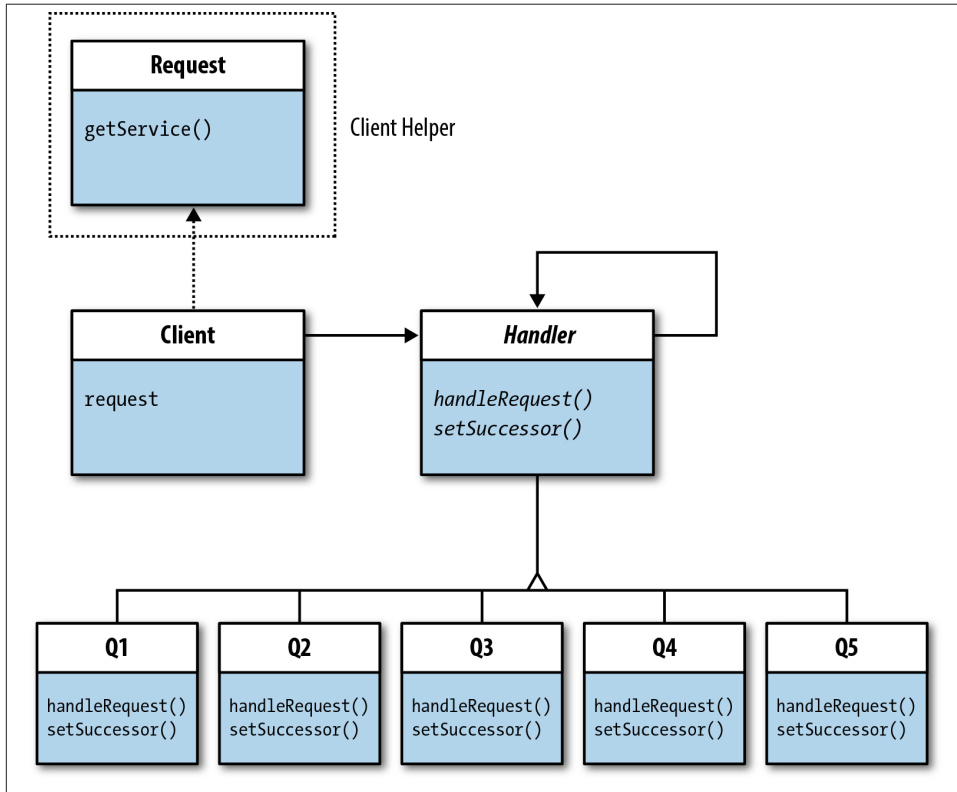 Request
getService()
Client Helper
Client
request
Handler
handleRequest()
setSuccessor()
Q1
handleRequest()
setSuccessor()
Q2
handleRequest()
setSuccessor()
Q3
handleRequest()
setSuccessor()
Q4
handleRequest()
setSuccessor()
Q5
handleRequest()
setSuccessor()